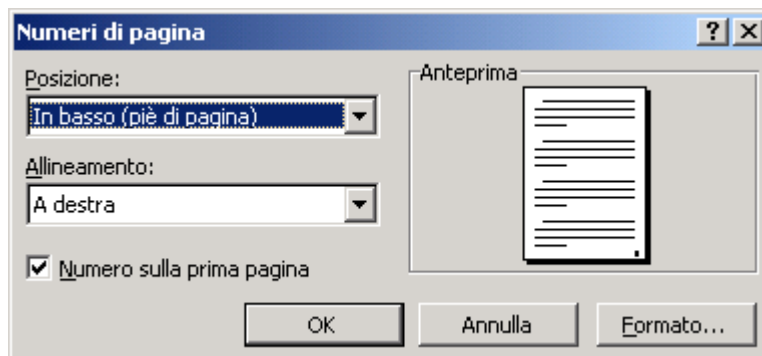 Numeri di pagina
Posizione:
In basso (piè di pagina)
Allineamento:
A destra
Numero sulla prima pagina
Anteprima
OK
Annulla
Formato...